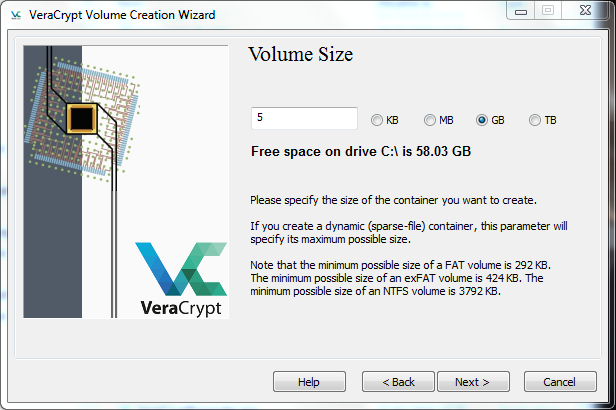 VeraCrypt Volume Creation Wizard
Volume Size
5 KB MB GB TB
Free space on drive C:\ is 58.03 GB
Please specify the size of the container you want to create.
If you create a dynamic (sparse-file) container, this parameter will
specify its maximum possible size.
Note that the minimum possible size of a FAT volume is 292 KB.
The minimum possible size of an exFAT volume is 424 KB. The
minimum possible size of an NTFS volume is 3792 KB.
VeraCrypt
Help < Back Next > Cancel